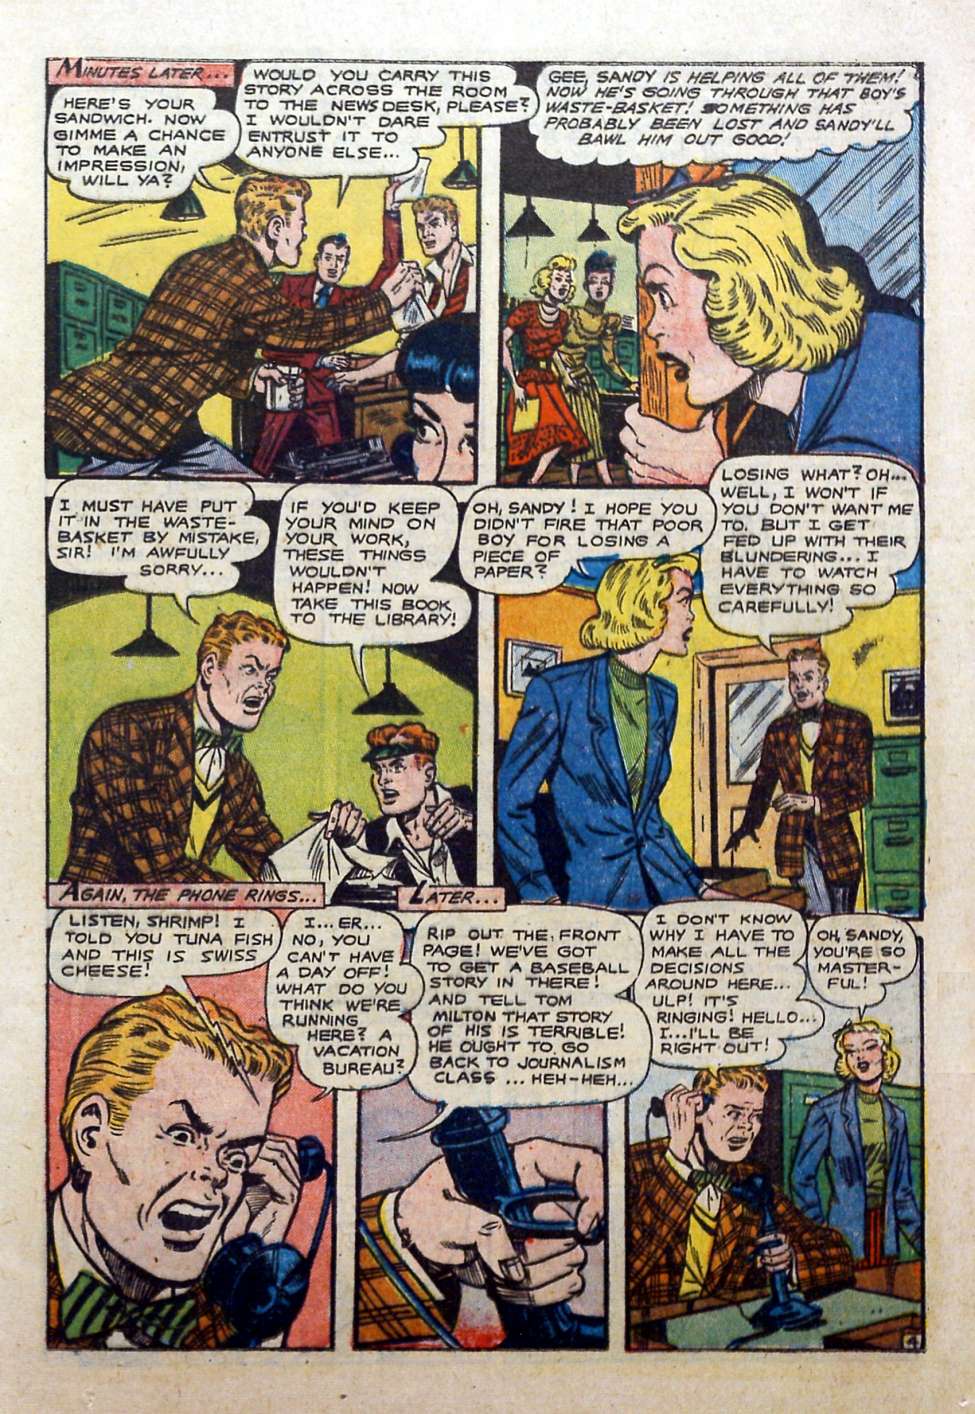 MINUTES LATER...
HERE'S YOUR
SANDWICH. NOW
GIMME A CHANCE
TO MAKE AN
IMPRESSION,
WILL YA?
WOULD YOU CARRY THIS
STORY ACROSS THE ROOM
TO THE NEWS DESK, PLEASE?
I WOULDN'T DARE
ENTRUST IT TO
ANYONE ELSE...
GEE, SANDY IS HELPING ALL OF THEM!
NOW HE'S GOING THROUGH THAT BOY'S
WASTE-BASKET! SOMETHING HAS
PROBABLY BEEN LOST AND SANDY'LL
BAWL HIM OUT GOOD!
I MUST HAVE PUT
IT IN THE WASTE-
BASKET BY MISTAKE,
SIR! I'M AWFULLY
SORRY...
IF YOU'D KEEP
YOUR MIND ON
YOUR WORK,
THESE THINGS
WOULDN'T
HAPPEN! NOW
TAKE THIS BOOK
TO THE LIBRARY!
OH, SANDY! I HOPE YOU
DIDN'T FIRE THAT POOR
BOY FOR LOSING A
PIECE OF
PAPER?
LOSING WHAT? OH...
WELL, I WON'T IF
YOU DON'T WANT ME
TO. BUT I GET
FED UP WITH THEIR
BLUNDERING... I
HAVE TO WATCH
EVERYTHING SO
CAREFULLY!
AGAIN, THE PHONE RINGS...
LISTEN, SHRIMP! I
TOLD YOU TUNA FISH
AND THIS IS SWISS
CHEESE!
I... ER...
NO, YOU
CAN'T HAVE
A DAY OFF!
WHAT DO YOU
THINK WE'RE
RUNNING
HERE? A
VACATION
BUREAU?
LATER...
RIP OUT THE FRONT
PAGE! WE'VE GOT
TO GET A BASEBALL
STORY IN THERE!
AND TELL TOM
MILTON THAT STORY
OF HIS IS TERRIBLE!
HE OUGHT TO GO
BACK TO JOURNALISM
CLASS... HEH-HEH...
I DON'T KNOW
WHY I HAVE TO
MAKE ALL THE
DECISIONS
AROUND HERE...
ULP! IT'S
RINGING! HELLO...
I...I'LL BE
RIGHT OUT!
OH, SANDY,
YOU'RE SO
MASTER-
FUL!
4